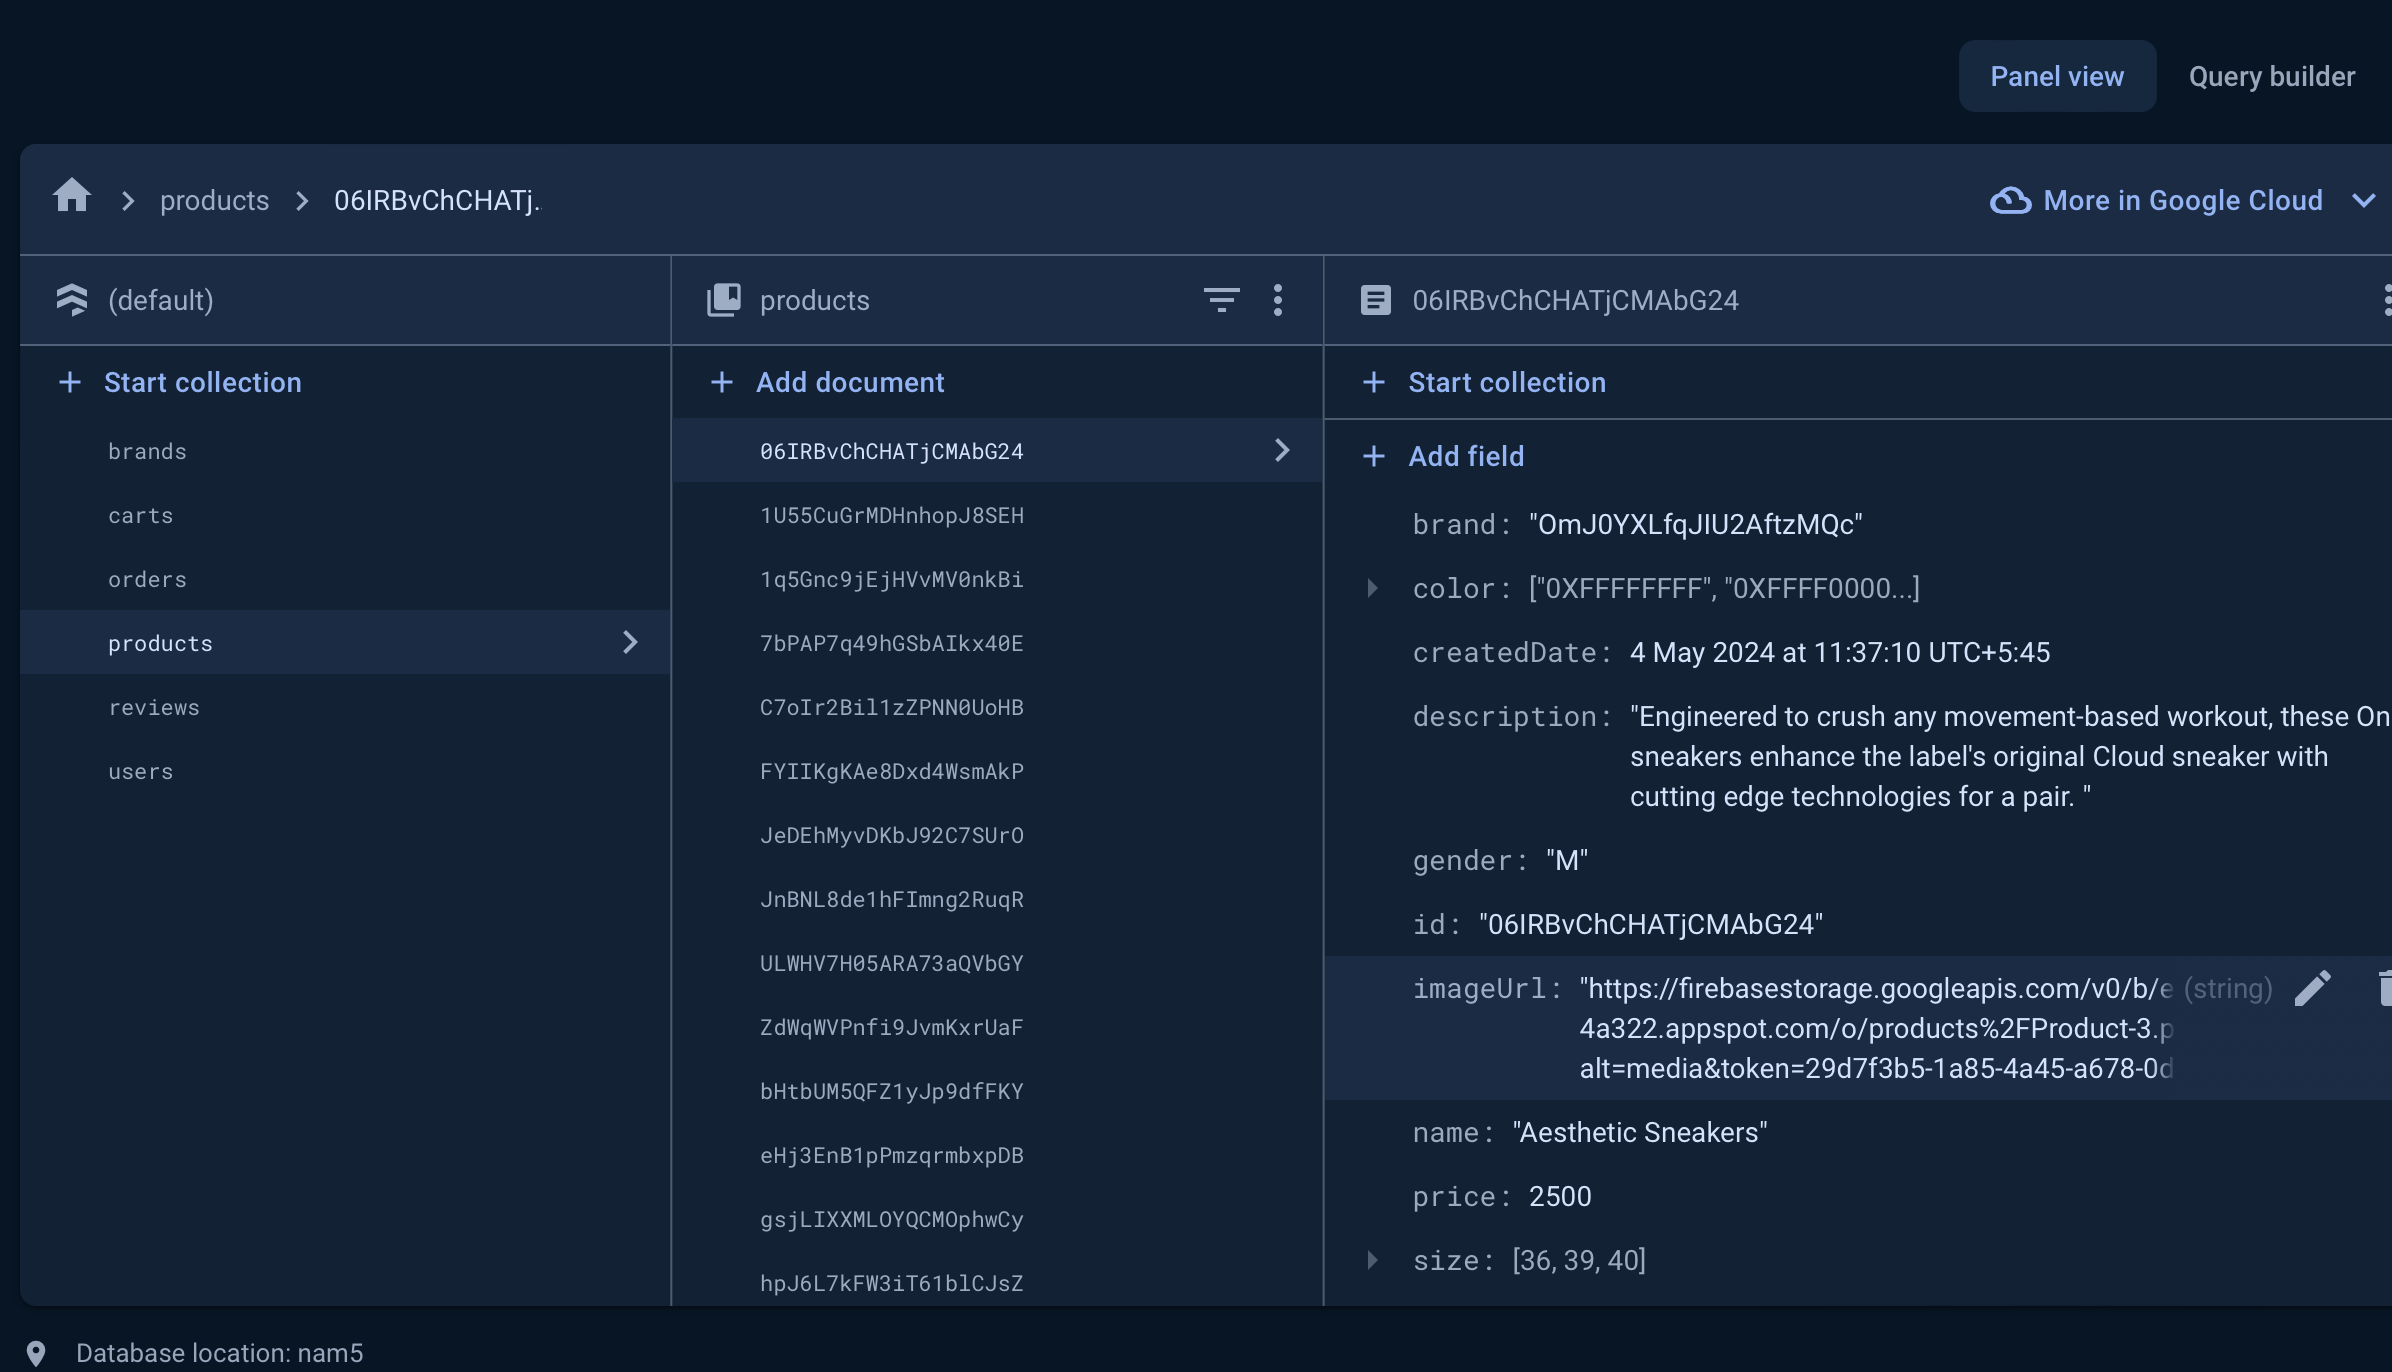 Panel view
Query builder
products
06IRBvChCHATj.
More in Google Cloud
(default)
products
06IRBvChCHATjCMAbG24
Start collection
Add document
Start collection
brands
carts
orders
products
reviews
users
06IRBvChCHATjCMAbG24
1U55CuGrMDHnhopJ8SEH
1q5Gnc9jEjHVvMV0nkBi
7bPAP7q49hGSbAIkx40E
C7oIr2Bil1zZPNN0UoHB
FYIIKgKAe8Dxd4WsmAkP
JeDEhMyvDKbJ92C7SUrO
JnBNL8de1hFImng2RuqR
ULWHV7H05ARA73aQVbGY
ZdWqWVPnfi9JvmKxrUaF
bHtbUM5QFZ1yJp9dfFKY
eHj3EnB1pPmzqrmbxpDB
gsjLIXXMLOYQCMOphwCy
hpJ6L7kFW3iT61blCJsZ
Add field
brand: "OmJ0YXLfqJIU2AftzMQc"
color: ["0XFFFFFFFF", "0XFFFF0000...]
createdDate: 4 May 2024 at 11:37:10 UTC+5:45
description: "Engineered to crush any movement-based workout, these On
sneakers enhance the label's original Cloud sneaker with
cutting edge technologies for a pair. "
gender: "M"
id: "06IRBvChCHATjCMAbG24"
imageUrl: "https://firebasestorage.googleapis.com/v0/b/e (string)
4a322.appspot.com/o/products%2FProduct-3.p
alt=media&token=29d7f3b5-1a85-4a45-a678-0d
name: "Aesthetic Sneakers"
price: 2500
size: [36, 39, 40]
Database location: nam5